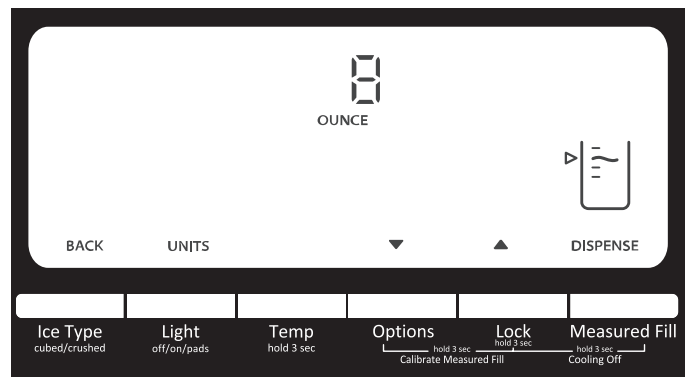 8
OUNCE
BACK UNITS ▼ ▲ DISPENSE
Ice Type Light Temp Options Lock Measured Fill
cubed/crushed off/on/pads hold 3 sec hold 3 sec
hold 3 sec hold 3 sec
Calibrate Measured Fill Cooling Off